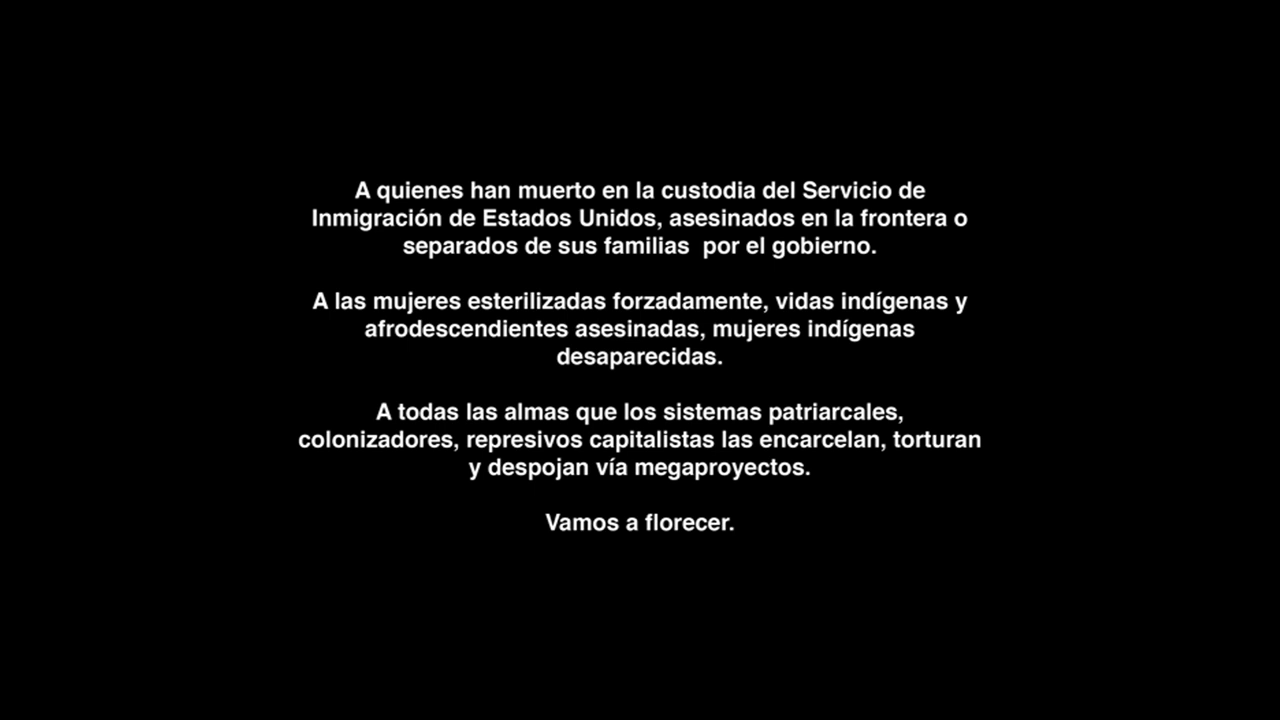 A quienes han muerto en la custodia del Servicio de
Inmigración de Estados Unidos, asesinados en la frontera o
separados de sus familias  por el gobierno.
A las mujeres esterilizadas forzadamente, vidas indígenas y
afrodescendientes asesinadas, mujeres indígenas
desaparecidas.
A todas las almas que los sistemas patriarcales,
colonizadores, represivos capitalistas las encarcelan, torturan
y despojan vía megaproyectos.
Vamos a florecer.